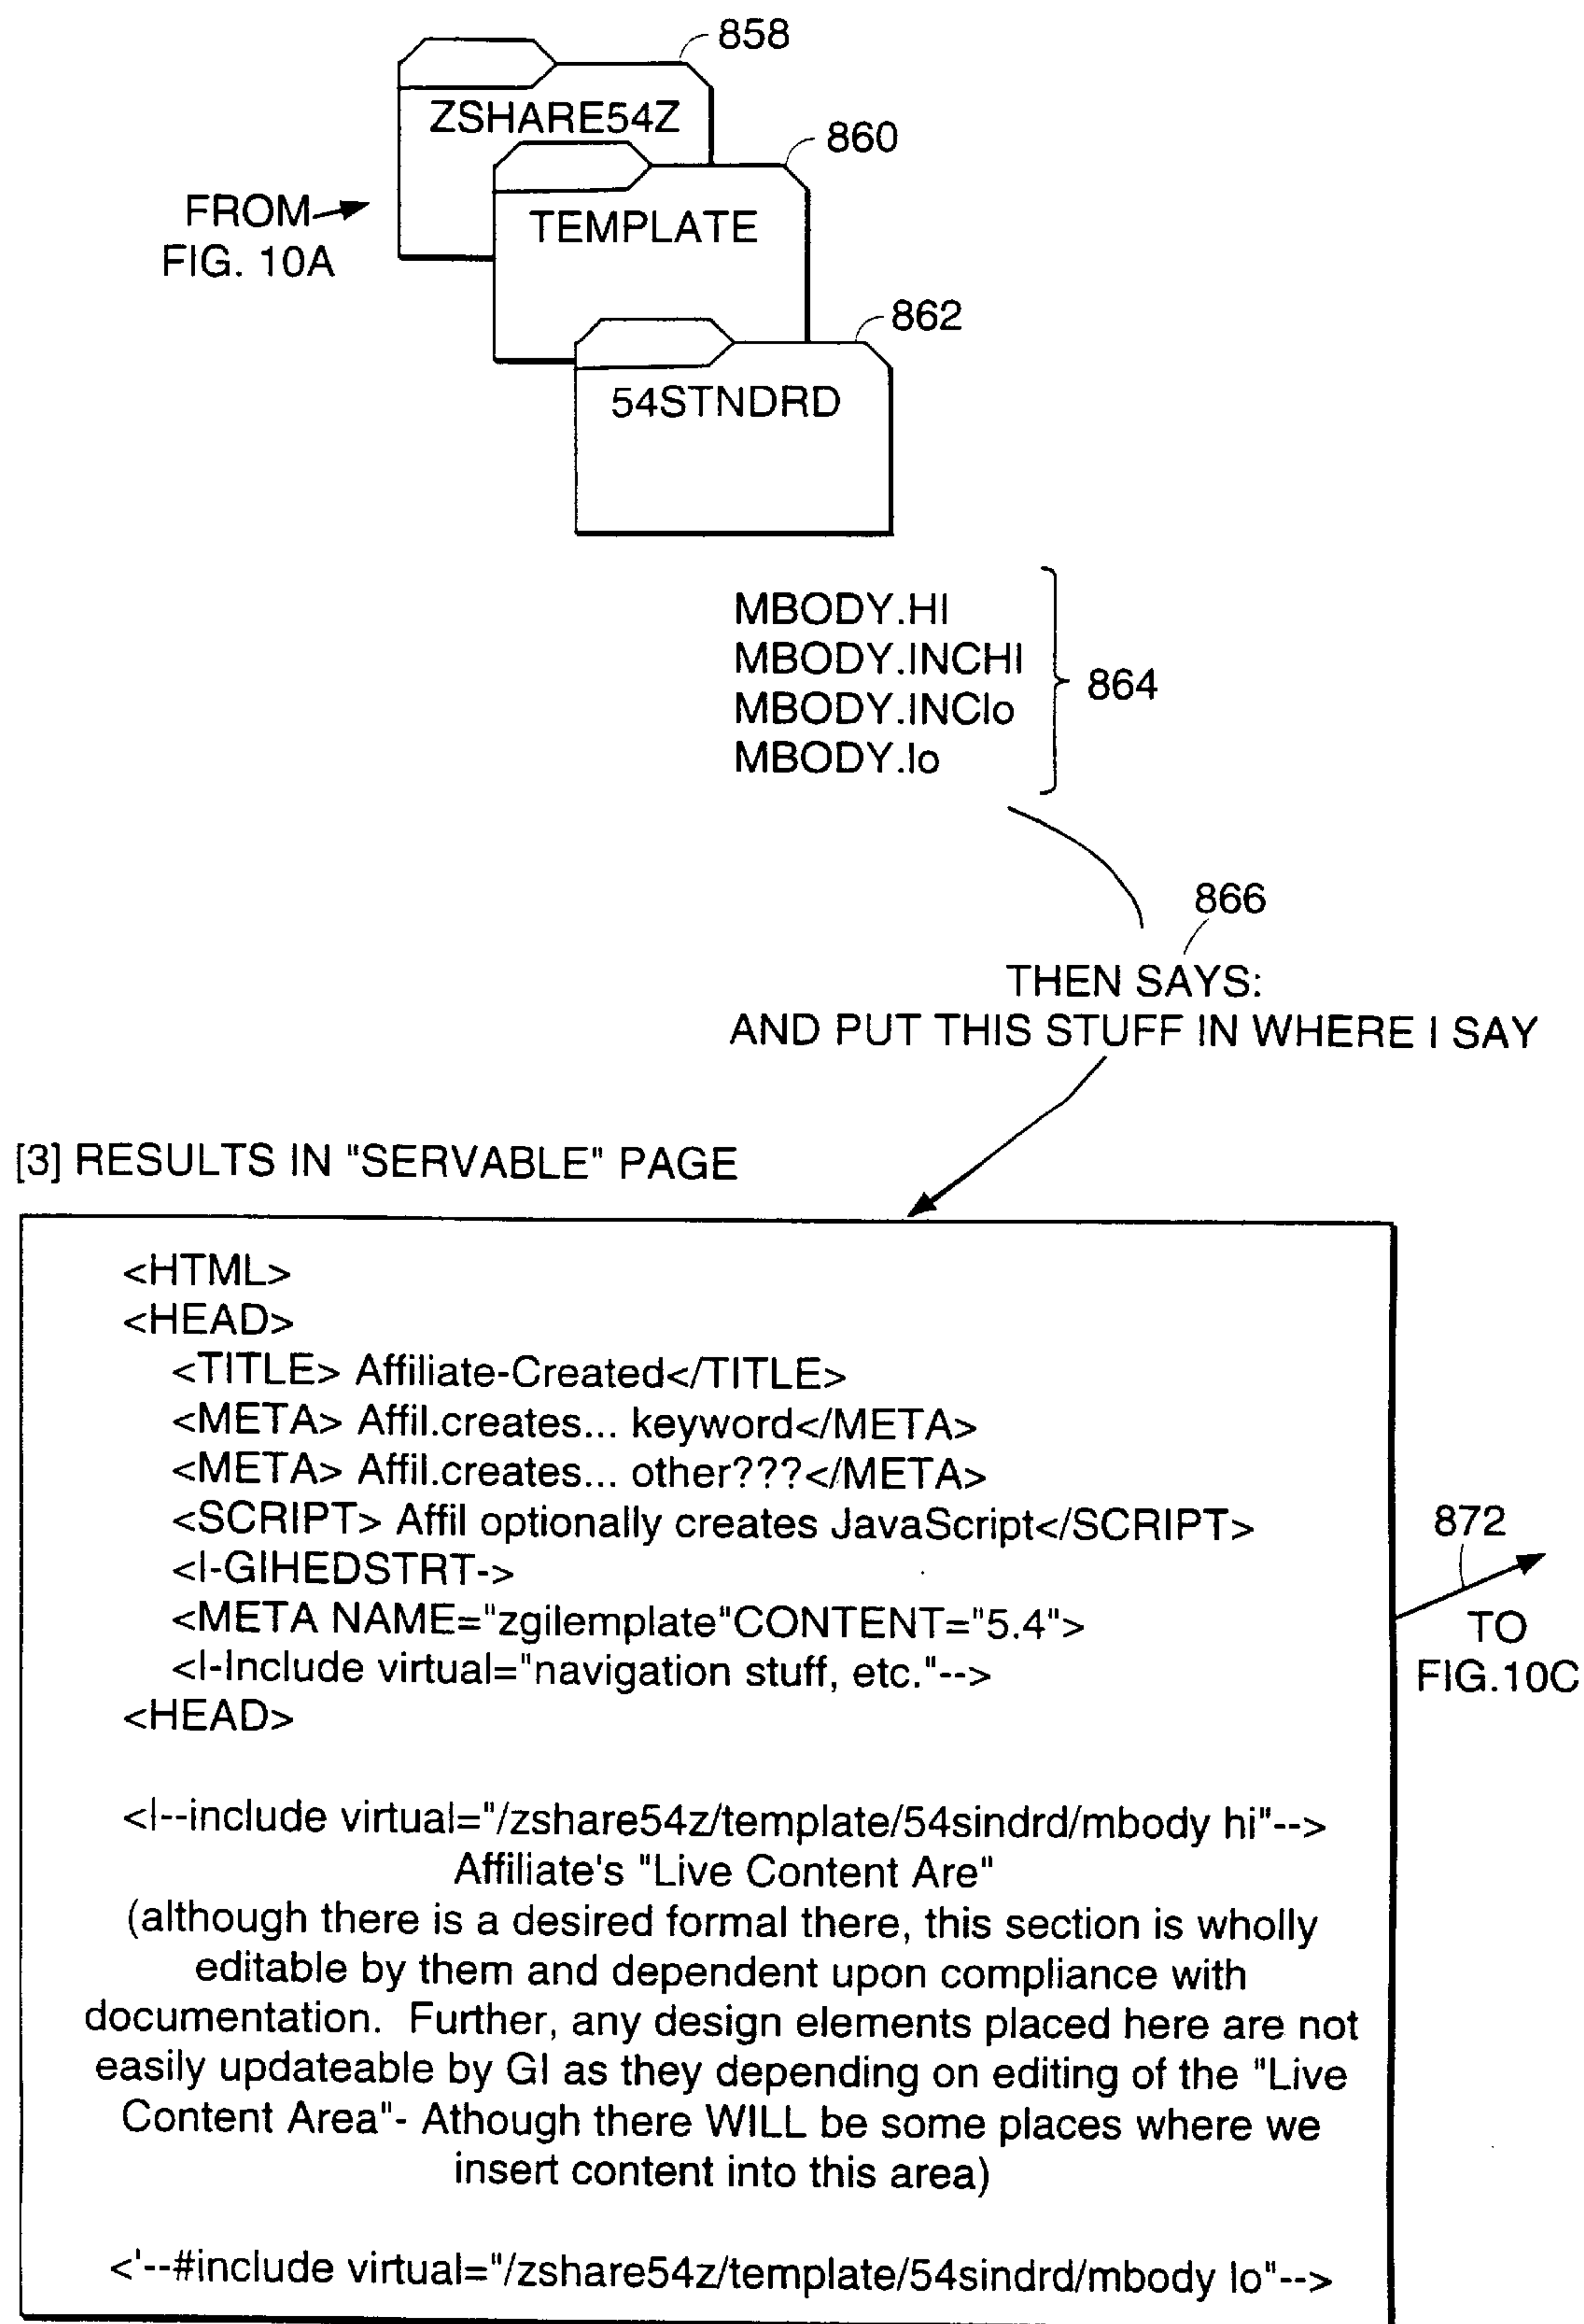 858
ZSHARE54Z
860
FROM
FIG. 10A
TEMPLATE
862
54STNDRD
MBODY.HI
MBODY.INCHI
MBODY.INClo
MBODY.lo
864
866
THEN SAYS:
AND PUT THIS STUFF IN WHERE I SAY
[3] RESULTS IN "SERVABLE" PAGE
<HTML>
<HEAD>
<TITLE> Affiliate-Created</TITLE>
<META> Affil.creates... keyword</META>
<META> Affil.creates... other???</META>
<SCRIPT> Affil optionally creates JavaScript</SCRIPT>
<I-GIHEDSTRT->
<META NAME="zgilemplate"CONTENT="5.4">
<I-Include virtual="navigation stuff, etc."-->
<HEAD>
872
TO
FIG.10C
<I--include virtual="/zshare54z/template/54sindrd/mbody hi"-->
Affiliate's "Live Content Are"
(although there is a desired formal there, this section is wholly
editable by them and dependent upon compliance with
documentation. Further, any design elements placed here are not
easily updateable by GI as they depending on editing of the "Live
Content Area"- Athough there WILL be some places where we
insert content into this area)
<'--#include virtual="/zshare54z/template/54sindrd/mbody lo"-->